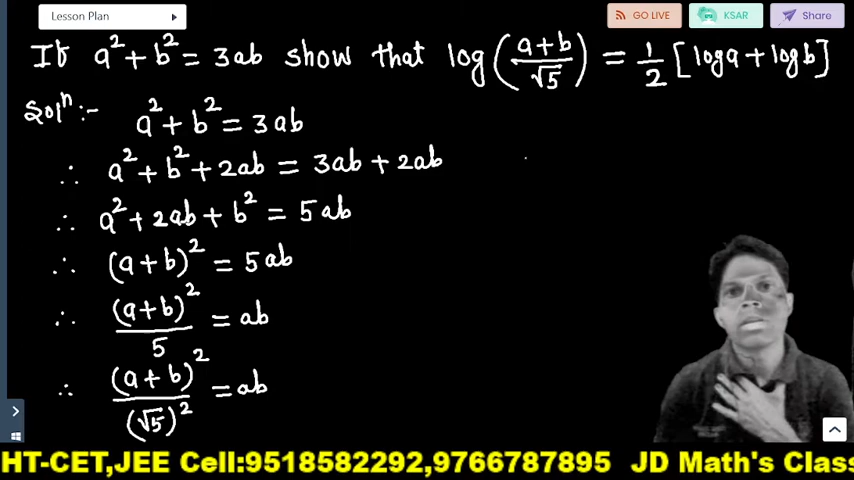 Lesson Plan
GO LIVE
KSAR
Share
If a² + b² = 3ab show that log((a+b)/√5) = 1/2 [loga + logb]
Solⁿ :-
a² + b² = 3ab
∴ a² + b² + 2ab = 3ab + 2ab
∴ a² + 2ab + b² = 5ab
∴ (a+b)² = 5ab
∴ (a+b)²/5 = ab
∴ (a+b)²/(√5)² = ab
HT-CET,JEE Cell:9518582292,9766787895 JD Math's Class